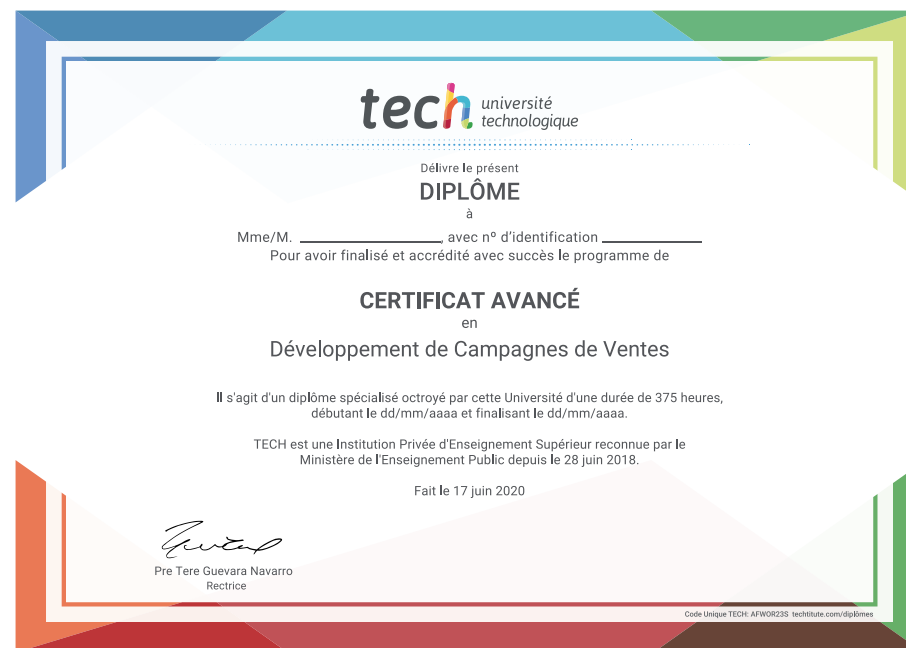 tech université
technologique
Délivre le présent
DIPLÔME
à
Mme/M. ____________________, avec nº d'identification ______________
Pour avoir finalisé et accrédité avec succès le programme de
CERTIFICAT AVANCÉ
en
Développement de Campagnes de Ventes
Il s'agit d'un diplôme spécialisé octroyé par cette Université d'une durée de 375 heures,
débutant le dd/mm/aaaa et finalisant le dd/mm/aaaa.
TECH est une Institution Privée d'Enseignement Supérieur reconnue par le
Ministère de l'Enseignement Public depuis le 28 juin 2018.
Fait le 17 juin 2020
Pre Tere Guevara Navarro
Rectrice
Code Unique TECH: AFWOR23S techtitute.com/diplômes